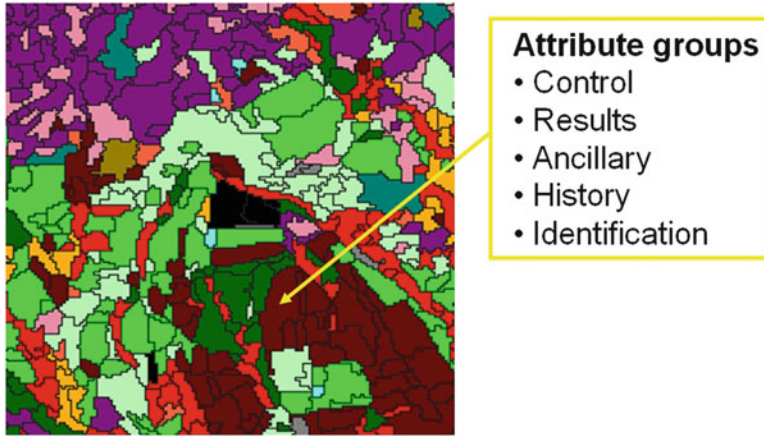 Attribute groups
• Control
• Results
• Ancillary
• History
• Identification